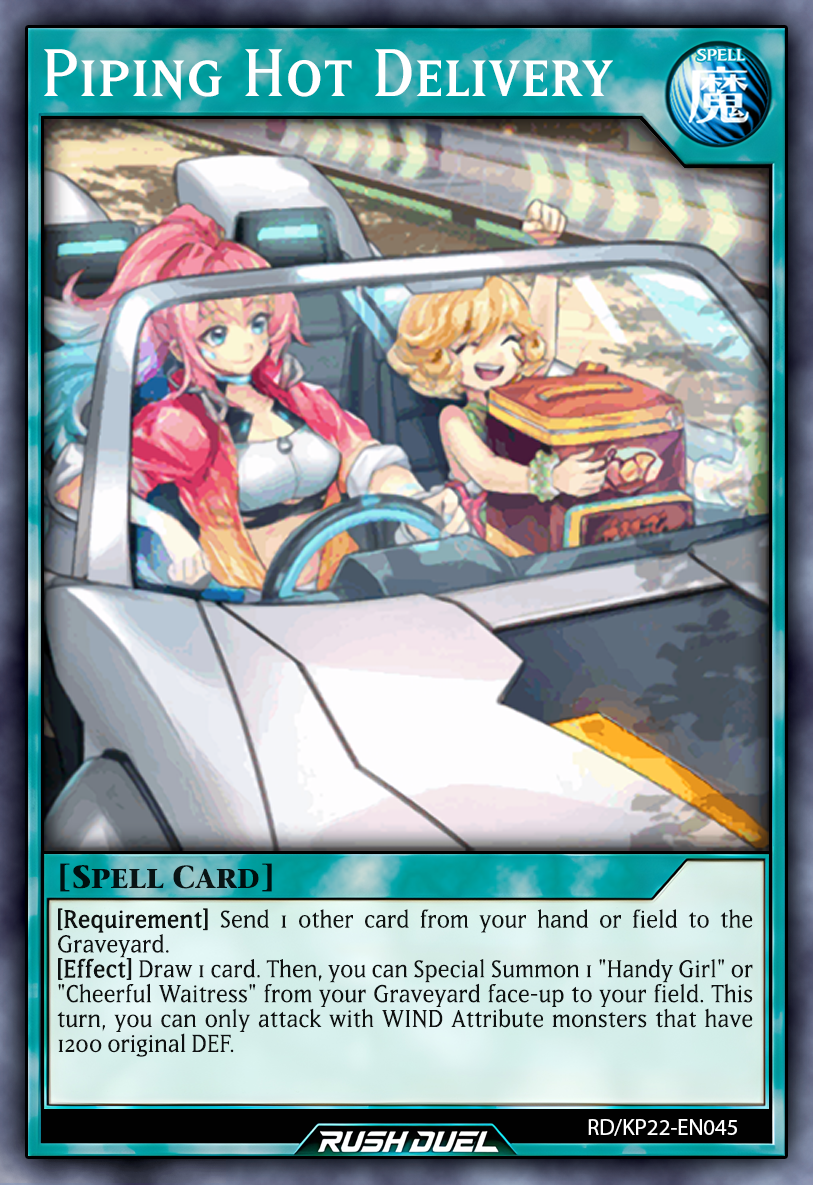 Piping Hot Delivery
SPELL
魔
[Spell Card]
[Requirement] Send 1 other card from your hand or field to the
Graveyard.
[Effect] Draw 1 card. Then, you can Special Summon 1 "Handy Girl" or
"Cheerful Waitress" from your Graveyard face-up to your field. This
turn, you can only attack with WIND Attribute monsters that have
1200 original DEF.
RD/KP22-EN045
RUSH DUEL